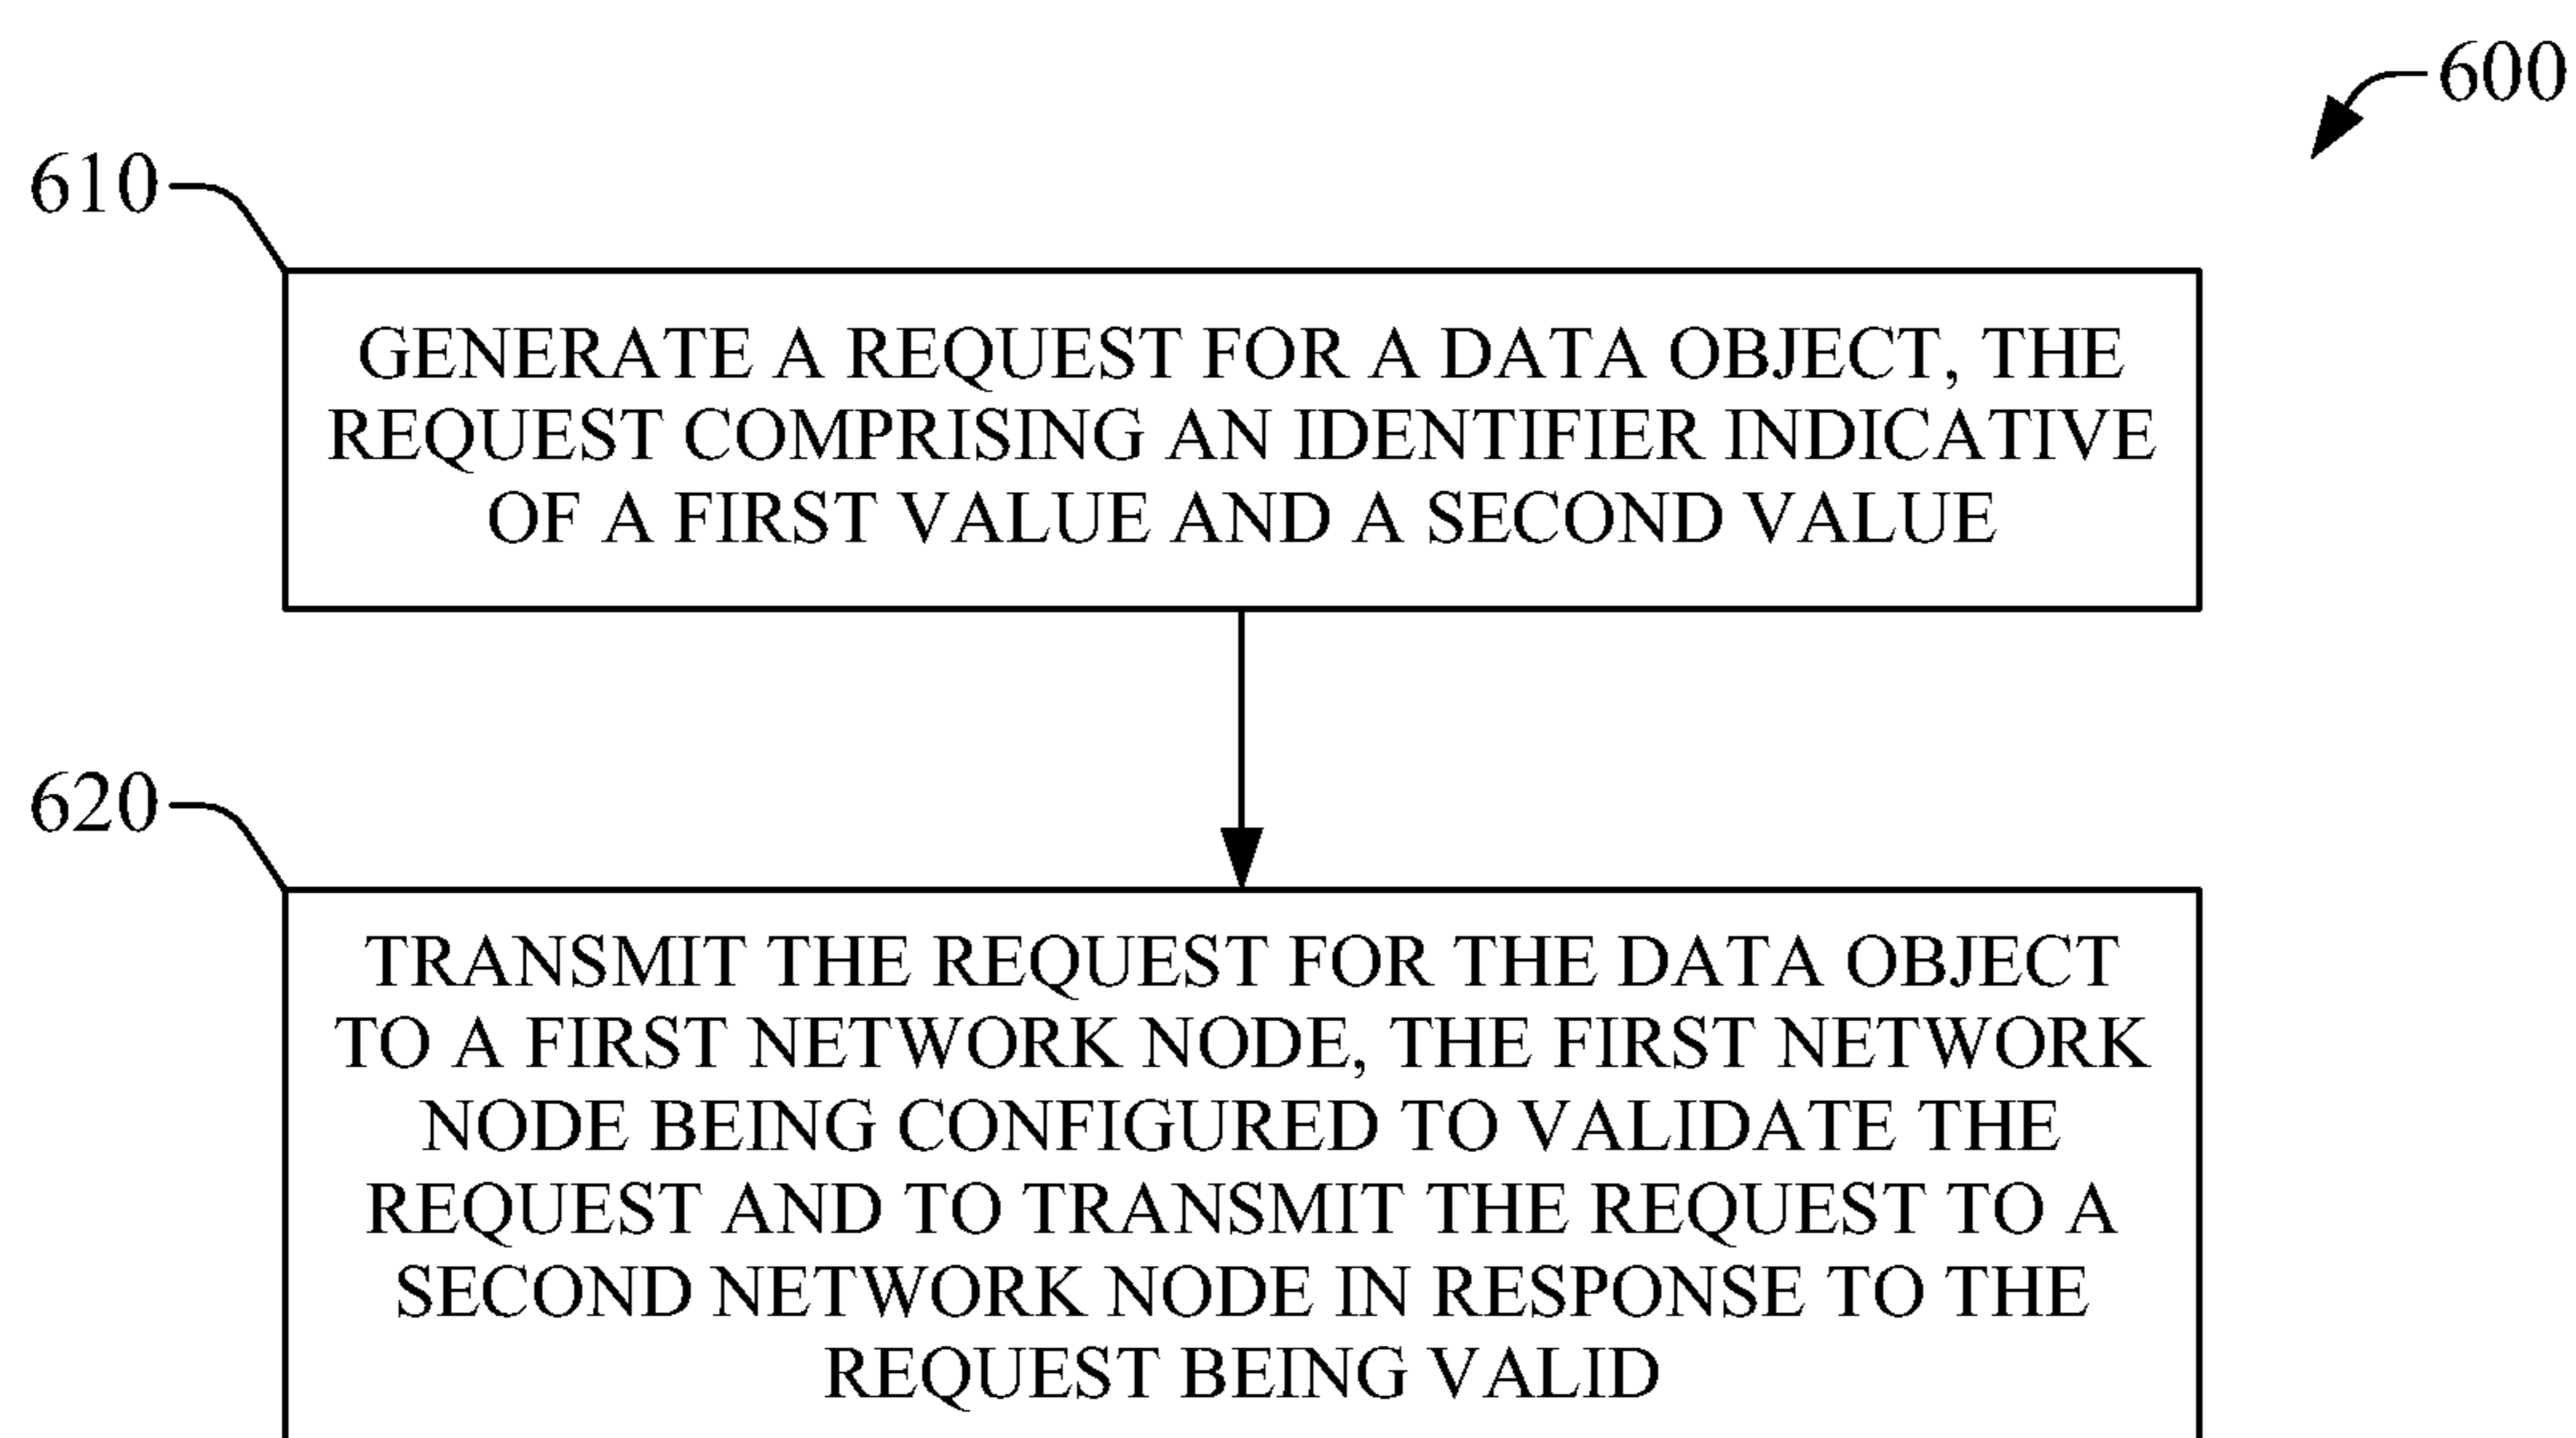 600
610
GENERATE A REQUEST FOR A DATA OBJECT, THE
REQUEST COMPRISING AN IDENTIFIER INDICATIVE
OF A FIRST VALUE AND A SECOND VALUE
620
TRANSMIT THE REQUEST FOR THE DATA OBJECT
TO A FIRST NETWORK NODE, THE FIRST NETWORK
NODE BEING CONFIGURED TO VALIDATE THE
REQUEST AND TO TRANSMIT THE REQUEST TO A
SECOND NETWORK NODE IN RESPONSE TO THE
REQUEST BEING VALID